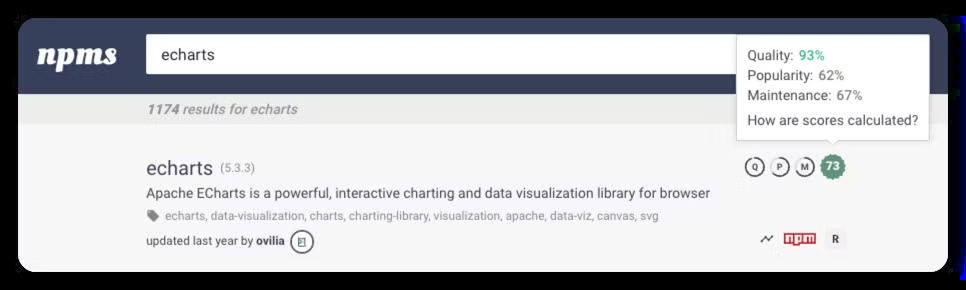 npms
echarts
Quality: 93%
Popularity: 62%
Maintenance: 67%
How are scores calculated?
1174 results for echarts
echarts (5.3.3)
Q P M 73
Apache ECharts is a powerful, interactive charting and data visualization library for browser
echarts, data-visualization, charts, charting-library, visualization, apache, data-viz, canvas, svg
updated last year by ovilia
npm R